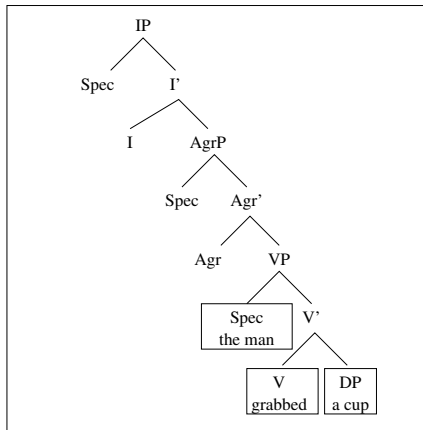 IP
Spec I’
I AgrP
Spec Agr’
Agr VP
Spec V’
the man
V DP
grabbed a cup